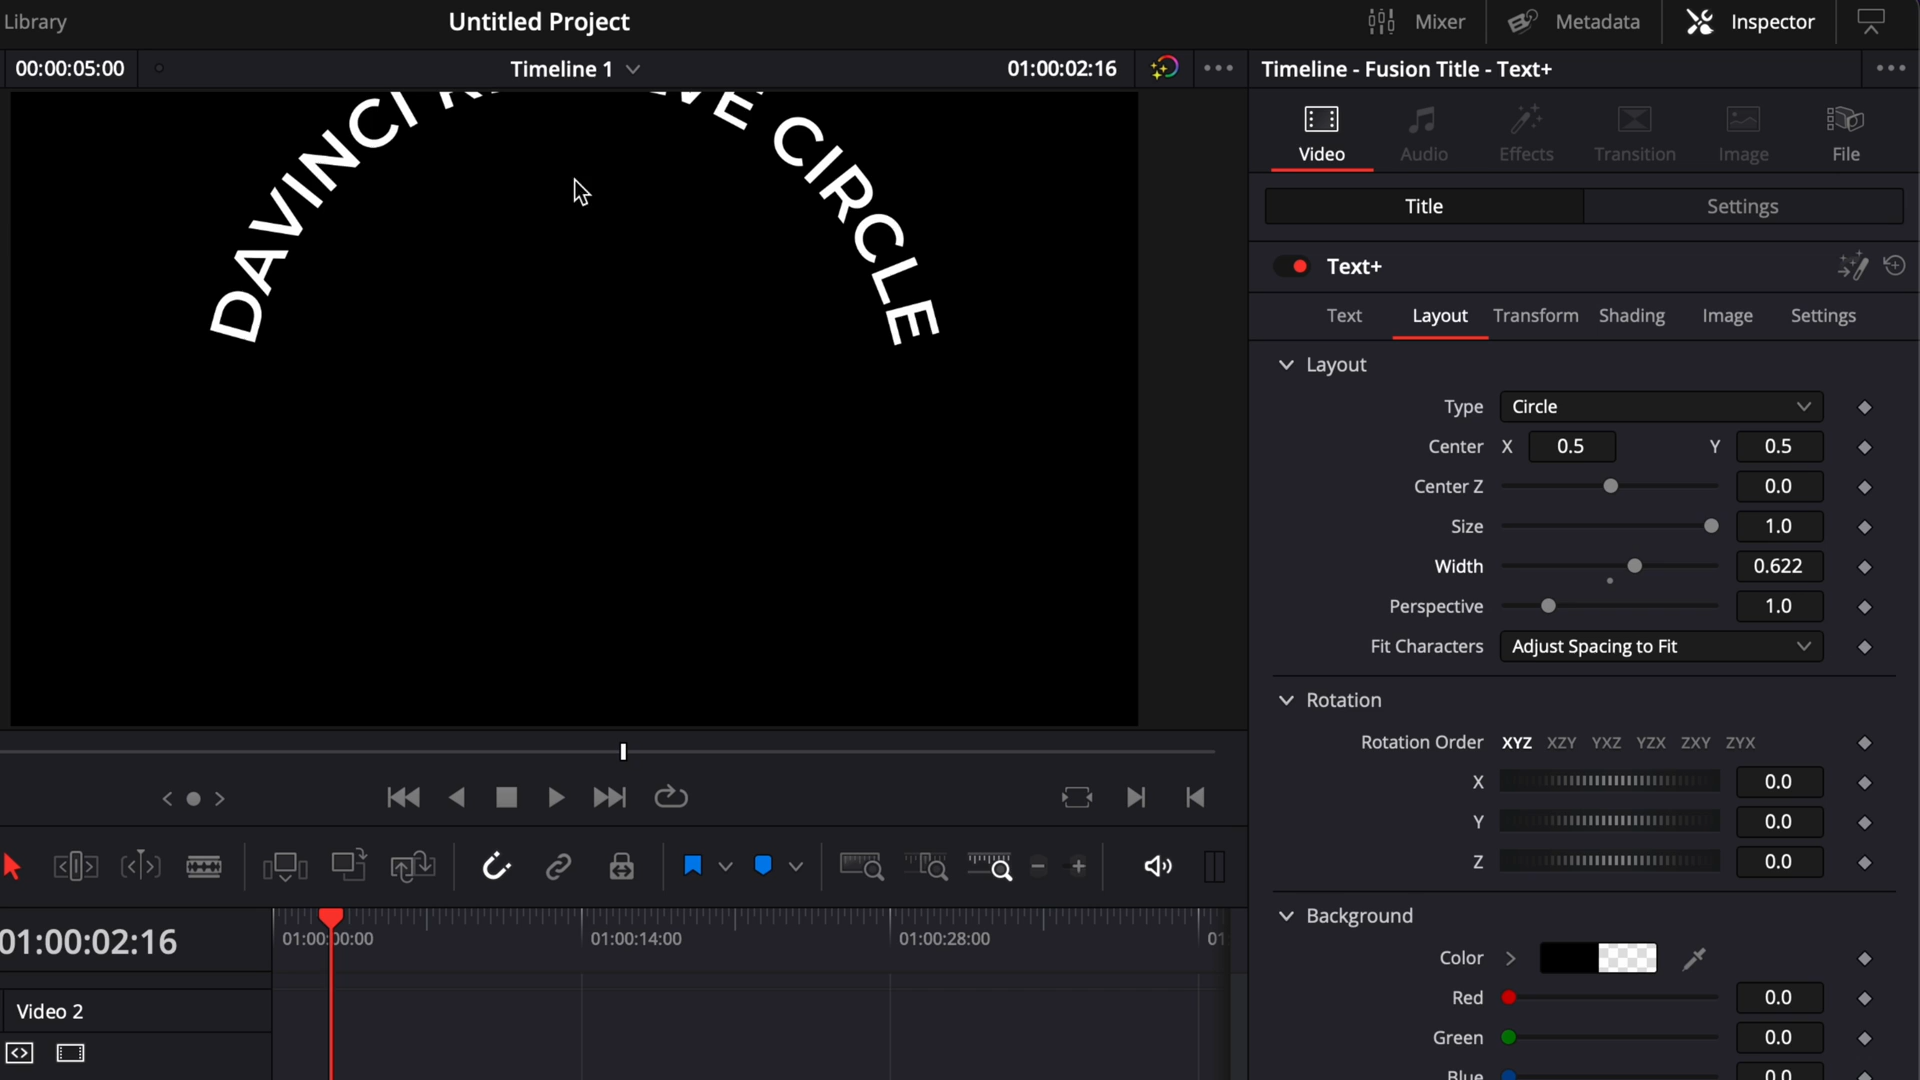 Library
Untitled Project
Mixer
Metadata
Inspector
00:00:05:00
Timeline 1
01:00:02:16
Timeline - Fusion Title - Text+
DAVINCI
CIRCLE
Video
Audio
Effects
Transition
Image
File
Title
Settings
Text+
Text
Layout
Transform
Shading
Image
Settings
Layout
Type
Circle
Center X 0.5 Y 0.5
Center Z 0.0
Size 1.0
Width 0.622
Perspective 1.0
Fit Characters Adjust Spacing to Fit
Rotation
Rotation Order XYZ XZY YXZ YZX ZXY ZYX
X 0.0
Y 0.0
Z 0.0
Background
Color
Red 0.0
Green 0.0
Blue 0.0
01:00:02:16
01:00:00:00
01:00:14:00
01:00:28:00
01
Video 2